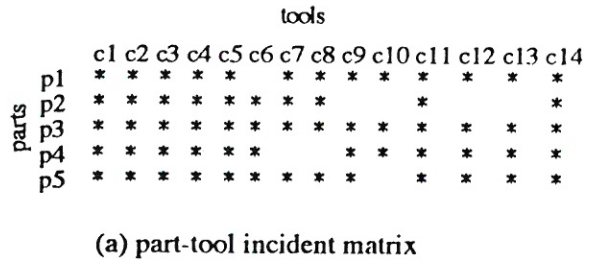 tools
c1 c2 c3 c4 c5 c6 c7 c8 c9 c10 c11 c12 c13 c14
parts
p1 * * * * * * * * * * * * *
p2 * * * * * * * * * *
p3 * * * * * * * * * * * * * *
p4 * * * * * * * * * * * *
p5 * * * * * * * * * * * * *
(a) part-tool incident matrix